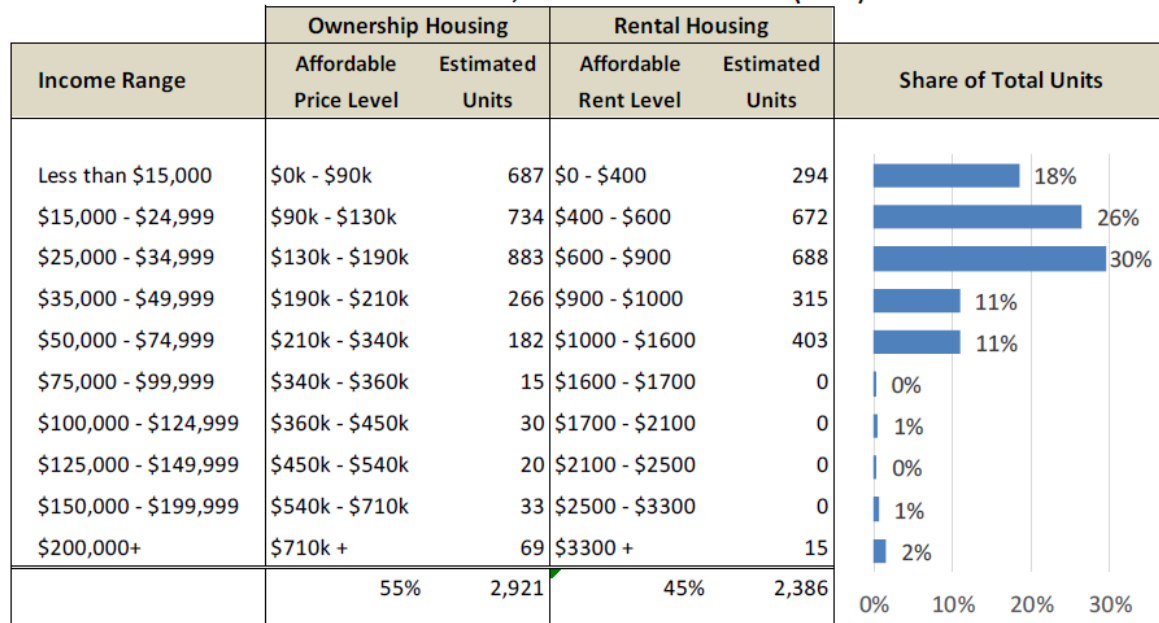 Ownership Housing Rental Housing
Income Range Affordable Price Level Estimated Units Affordable Rent Level Estimated Units Share of Total Units
Less than $15,000 $0k - $90k 687 $0 - $400 294 18%
$15,000 - $24,999 $90k - $130k 734 $400 - $600 672 26%
$25,000 - $34,999 $130k - $190k 883 $600 - $900 688 30%
$35,000 - $49,999 $190k - $210k 266 $900 - $1000 315 11%
$50,000 - $74,999 $210k - $340k 182 $1000 - $1600 403 11%
$75,000 - $99,999 $340k - $360k 15 $1600 - $1700 0 0%
$100,000 - $124,999 $360k - $450k 30 $1700 - $2100 0 1%
$125,000 - $149,999 $450k - $540k 20 $2100 - $2500 0 0%
$150,000 - $199,999 $540k - $710k 33 $2500 - $3300 0 1%
$200,000+ $710k + 69 $3300 + 15 2%
55% 2,921 45% 2,386
0% 10% 20% 30%